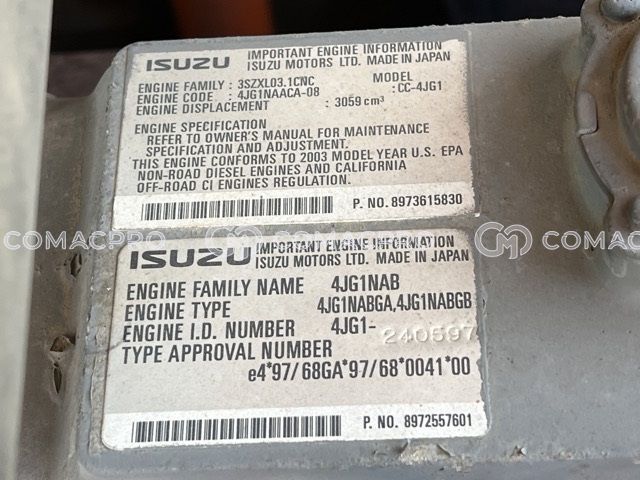 ISUZU IMPORTANT ENGINE INFORMATION
ISUZU MOTORS LTD. MADE IN JAPAN
ENGINE FAMILY : 3SZXL03.1CNC MODEL
ENGINE CODE : 4JG1NAACA-08 :CC-4JG1
ENGINE DISPLACEMENT : 3059 cm³
ENGINE SPECIFICATION
REFER TO OWNER'S MANUAL FOR MAINTENANCE
SPECIFICATION AND ADJUSTMENT.
THIS ENGINE CONFORMS TO 2003 MODEL YEAR U.S. EPA
NON-ROAD DIESEL ENGINES AND CALIFORNIA
OFF-ROAD CI ENGINES REGULATION.
P. NO. 8973615830
COMACPRO COMACPRO COMACPRO
ISUZU IMPORTANT ENGINE INFORMATION
ISUZU MOTORS LTD. MADE IN JAPAN
ENGINE FAMILY NAME 4JG1NAB
ENGINE TYPE 4JG1NABGA,4JG1NABGB
ENGINE I.D. NUMBER 4JG1- 240597
TYPE APPROVAL NUMBER
e4*97/68GA*97/68*0041*00
P. NO. 8972557601